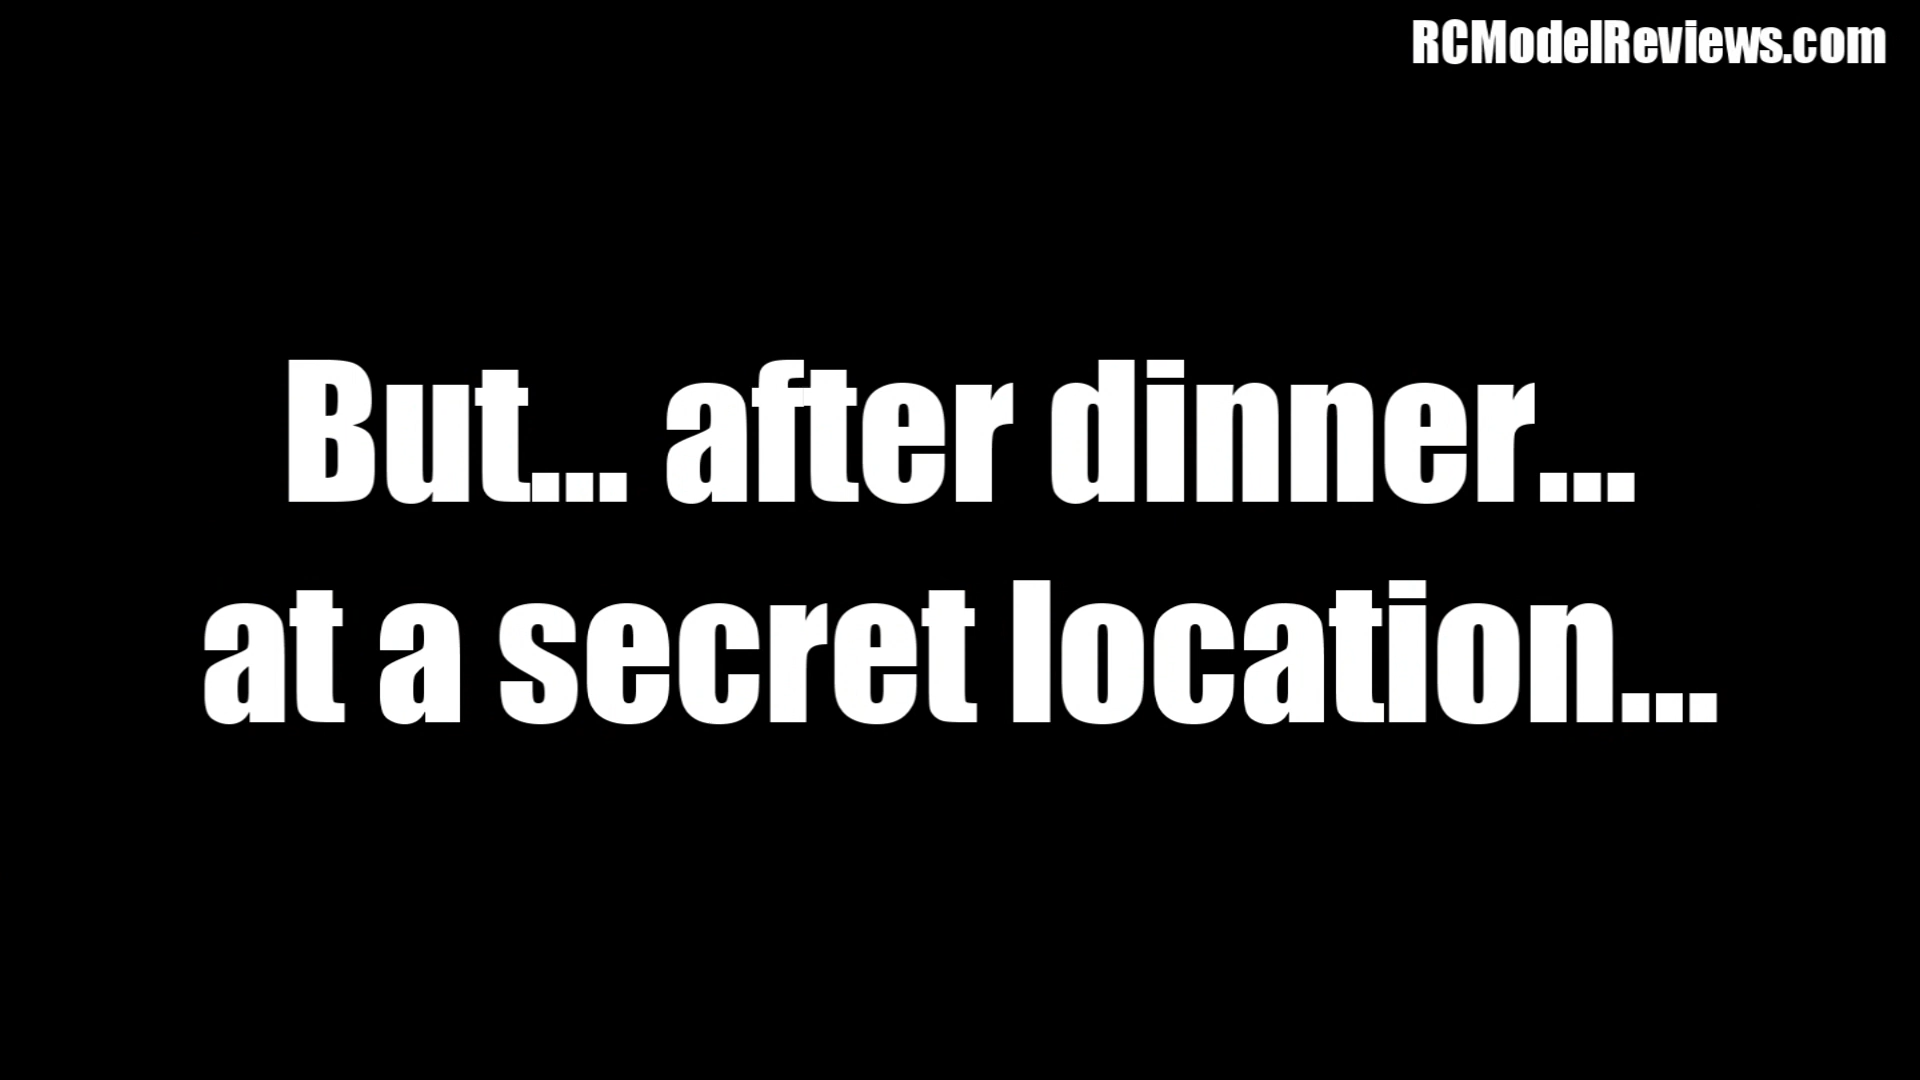 RCModelReviews.com
But... after dinner...
at a secret location...